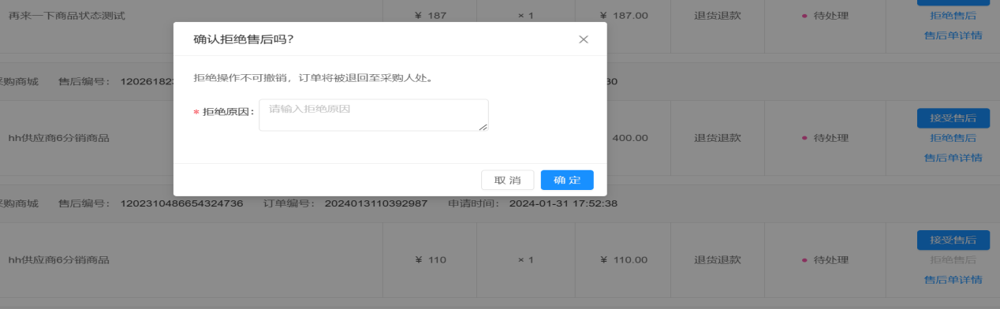 再来一下商品状态测试 ¥ 187 × 1 ¥ 187.00 退货退款 待处理 拒绝售后
售后单详情
确认拒绝售后吗?
拒绝操作不可撤销，订单将被退回至采购人处。
* 拒绝原因: 请输入拒绝原因
取 消 确 定
购商城 售后编号: 12026182 30
hh供应商6分销商品 400.00 退货退款 待处理 接受售后
拒绝售后
售后单详情
购商城 售后编号: 1202310486654324736 订单编号: 2024013110392987 申请时间: 2024-01-31 17:52:38
hh供应商6分销商品 ¥ 110 × 1 ¥ 110.00 退货退款 待处理 接受售后
拒绝售后
售后单详情